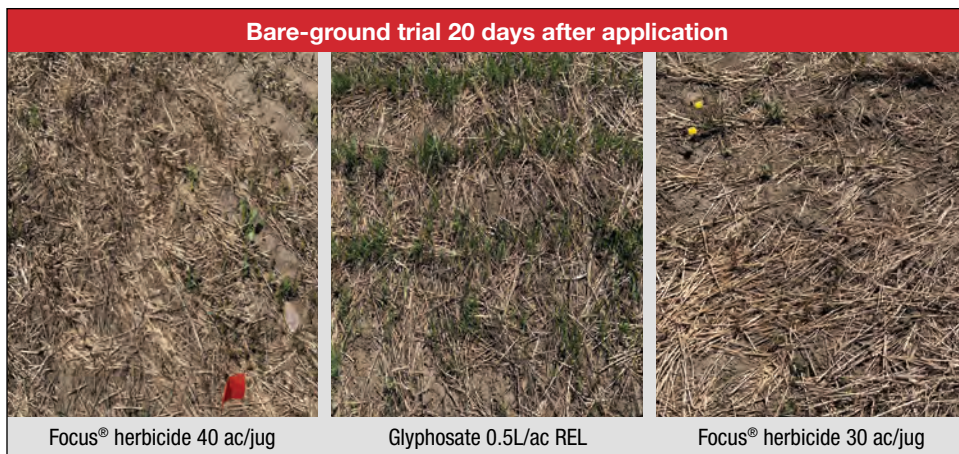 Bare-ground trial 20 days after application
Focus® herbicide 40 ac/jug
Glyphosate 0.5L/ac REL
Focus® herbicide 30 ac/jug